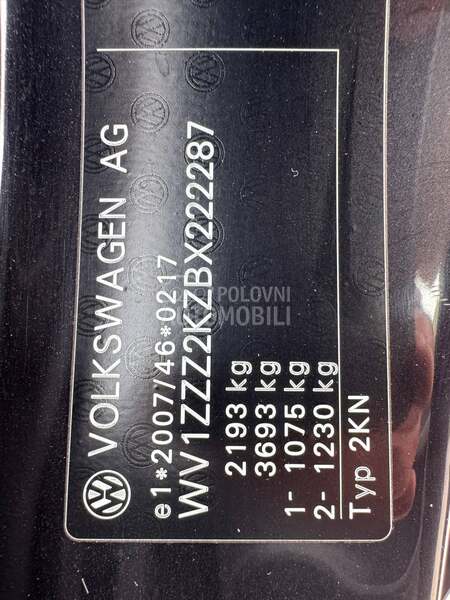 VOLKSWAGEN AG
e1*2007/46*0217
WV1ZZZ2KZBX222287
2193 kg
3693 kg
1- 1075 kg
2- 1230 kg
Typ 2KN
POLOVNI
AUTOMOBILI